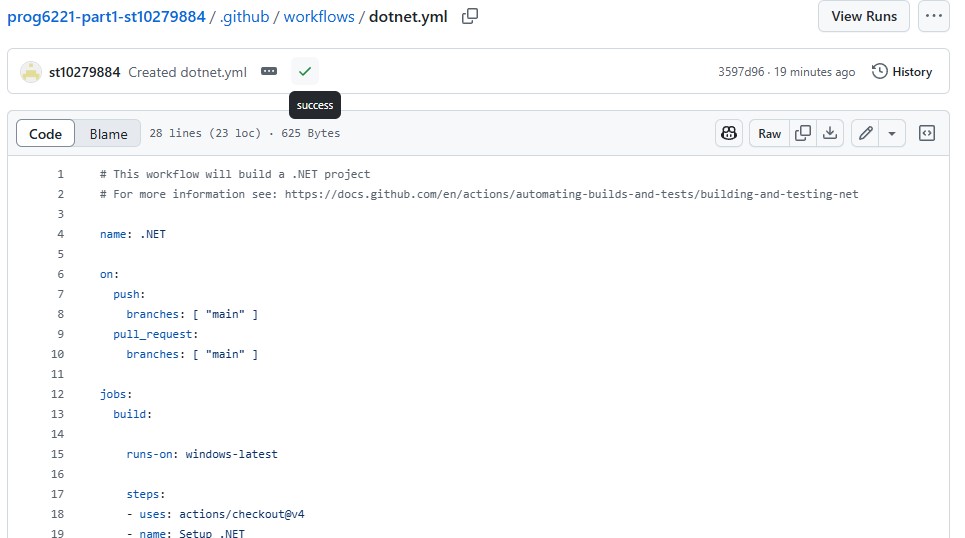 prog6221-part1-st10279884 / .github / workflows / dotnet.yml
View Runs
st10279884 Created dotnet.yml
3597d96 · 19 minutes ago
History
success
Code
Blame
28 lines (23 loc) · 625 Bytes
Raw
1 # This workflow will build a .NET project
2 # For more information see: https://docs.github.com/en/actions/automating-builds-and-tests/building-and-testing-net
3
4 name: .NET
5
6 on:
7 push:
8 branches: [ "main" ]
9 pull_request:
10 branches: [ "main" ]
11
12 jobs:
13 build:
14
15 runs-on: windows-latest
16
17 steps:
18 - uses: actions/checkout@v4
19 - name: Setup .NET